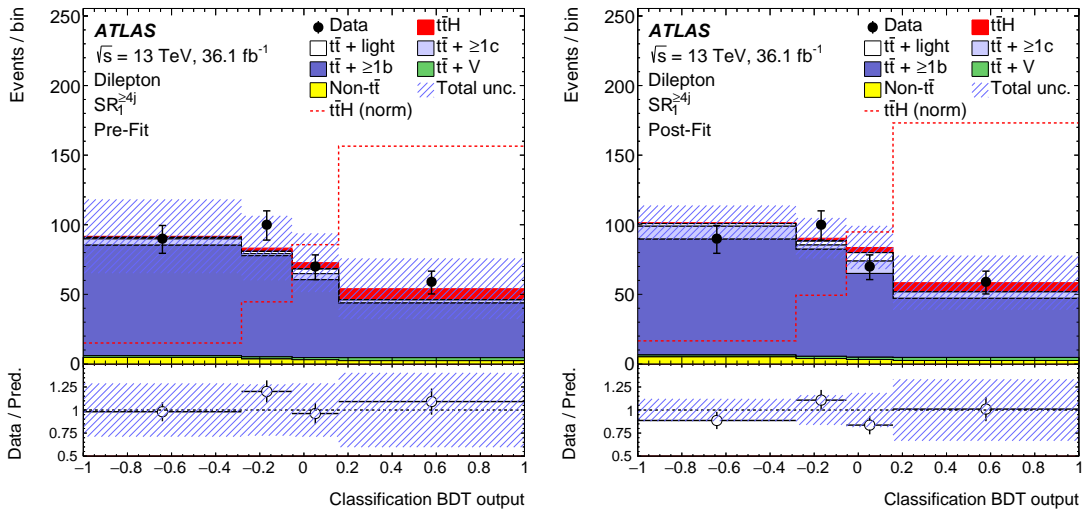 Events / bin
250
200
150
100
50
0
ATLAS
√s = 13 TeV, 36.1 fb⁻¹
Dilepton
SR₁^≥4j
Pre-Fit
Data
tt̄H
tt̄ + light
tt̄ + ≥1c
tt̄ + ≥1b
tt̄ + V
Non-tt̄
Total unc.
tt̄H (norm)
Data / Pred.
1.25
1
0.75
0.5
−1 −0.8 −0.6 −0.4 −0.2 0 0.2 0.4 0.6 0.8 1
Classification BDT output
Events / bin
250
200
150
100
50
0
ATLAS
√s = 13 TeV, 36.1 fb⁻¹
Dilepton
SR₁^≥4j
Post-Fit
Data
tt̄H
tt̄ + light
tt̄ + ≥1c
tt̄ + ≥1b
tt̄ + V
Non-tt̄
Total unc.
tt̄H (norm)
Data / Pred.
1.25
1
0.75
0.5
−1 −0.8 −0.6 −0.4 −0.2 0 0.2 0.4 0.6 0.8 1
Classification BDT output